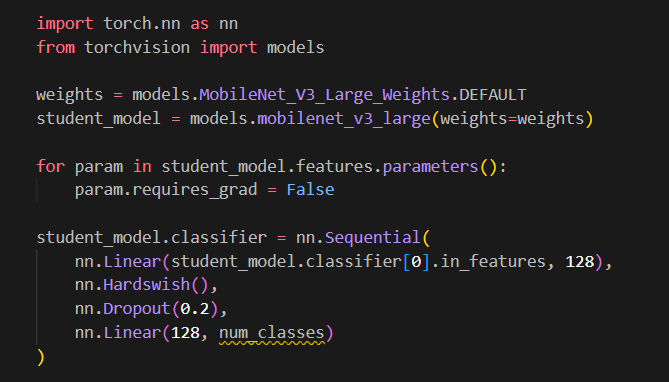 import torch.nn as nn
from torchvision import models
weights = models.MobileNet_V3_Large_Weights.DEFAULT
student_model = models.mobilenet_v3_large(weights=weights)
for param in student_model.features.parameters():
    param.requires_grad = False
student_model.classifier = nn.Sequential(
    nn.Linear(student_model.classifier[0].in_features, 128),
    nn.Hardswish(),
    nn.Dropout(0.2),
    nn.Linear(128, num_classes)
)